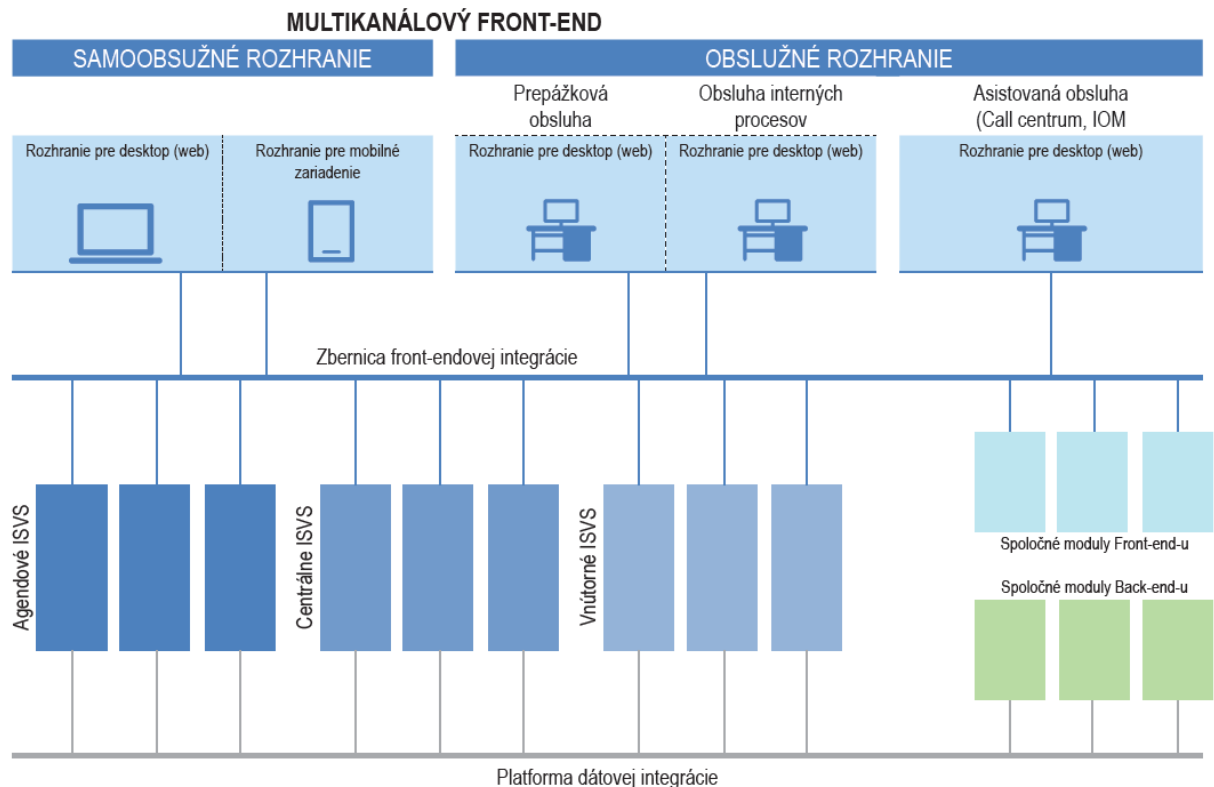 MULTIKANÁLOVÝ FRONT-END
SAMOOBSUŽNÉ ROZHRANIE
OBSLUŽNÉ ROZHRANIE
Prepážková
obsluha
Obsluha interných
procesov
Asistovaná obsluha
(Call centrum, IOM
Rozhranie pre desktop (web)
Rozhranie pre mobilné
zariadenie
Rozhranie pre desktop (web)
Rozhranie pre desktop (web)
Rozhranie pre desktop (web)
Zbernica front-endovej integrácie
Agendové ISVS
Centrálne ISVS
Vnútorné ISVS
Spoločné moduly Front-end-u
Spoločné moduly Back-end-u
Platforma dátovej integrácie